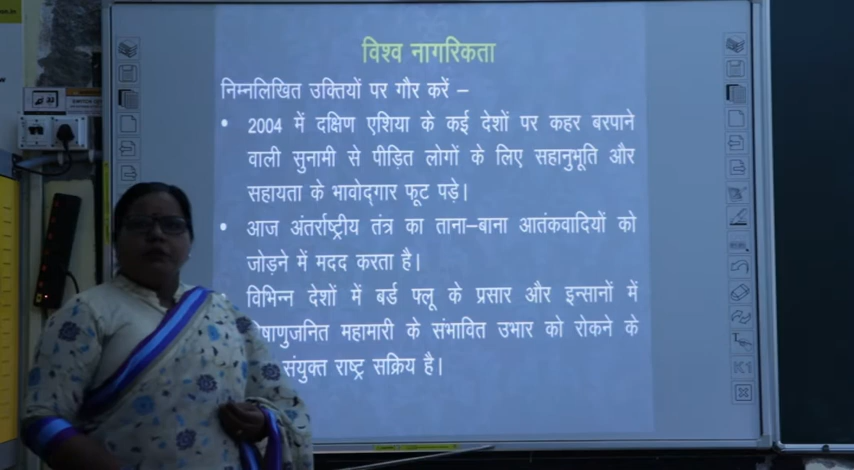 विश्व नागरिकता
निम्नलिखित उक्तियों पर गौर करें –
• 2004 में दक्षिण एशिया के कई देशों पर कहर बरपाने
वाली सुनामी से पीड़ित लोगों के लिए सहानुभूति और
सहायता के भावोद्‌गार फूट पड़े।
• आज अंतर्राष्ट्रीय तंत्र का ताना–बाना आतंकवादियों को
जोड़ने में मदद करता है।
विभिन्न देशों में बर्ड फ्लू के प्रसार और इन्सानों में
षाणुजनित महामारी के संभावित उभार को रोकने के
संयुक्त राष्ट्र सक्रिय है।
K1